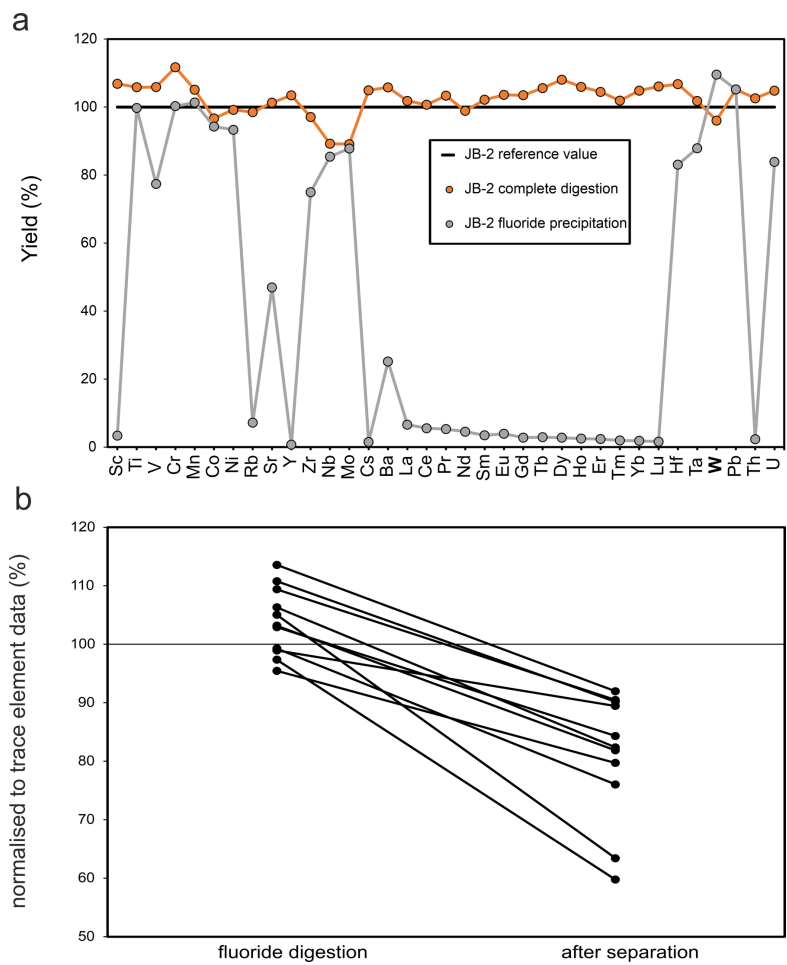 a
120
100
80
60
40
20
0
Yield (%)
JB-2 reference value
JB-2 complete digestion
JB-2 fluoride precipitation
Sc Ti V Cr Mn Co Ni Rb Sr Y Zr Nb Mo Cs Ba La Ce Pr Nd Sm Eu Gd Tb Dy Ho Er Tm Yb Lu Hf Ta W Pb Th U
b
120
110
100
90
80
70
60
50
normalised to trace element data (%)
fluoride digestion after separation